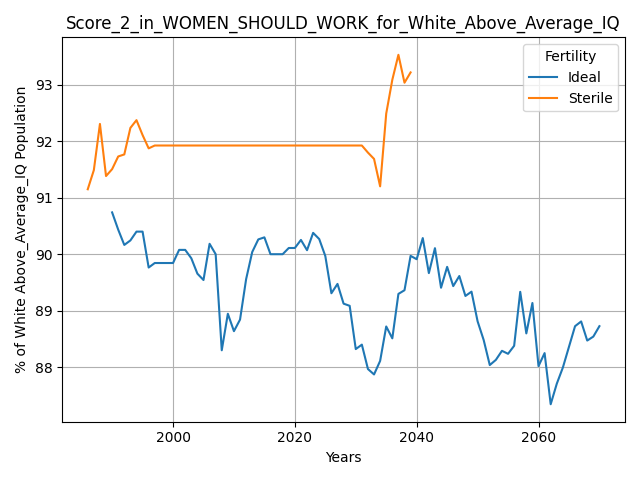 Score_2_in_WOMEN_SHOULD_WORK_for_White_Above_Average_IQ
% of White Above_Average_IQ Population
93
92
91
90
89
88
Fertility
Ideal
Sterile
2000
2020
2040
2060
Years